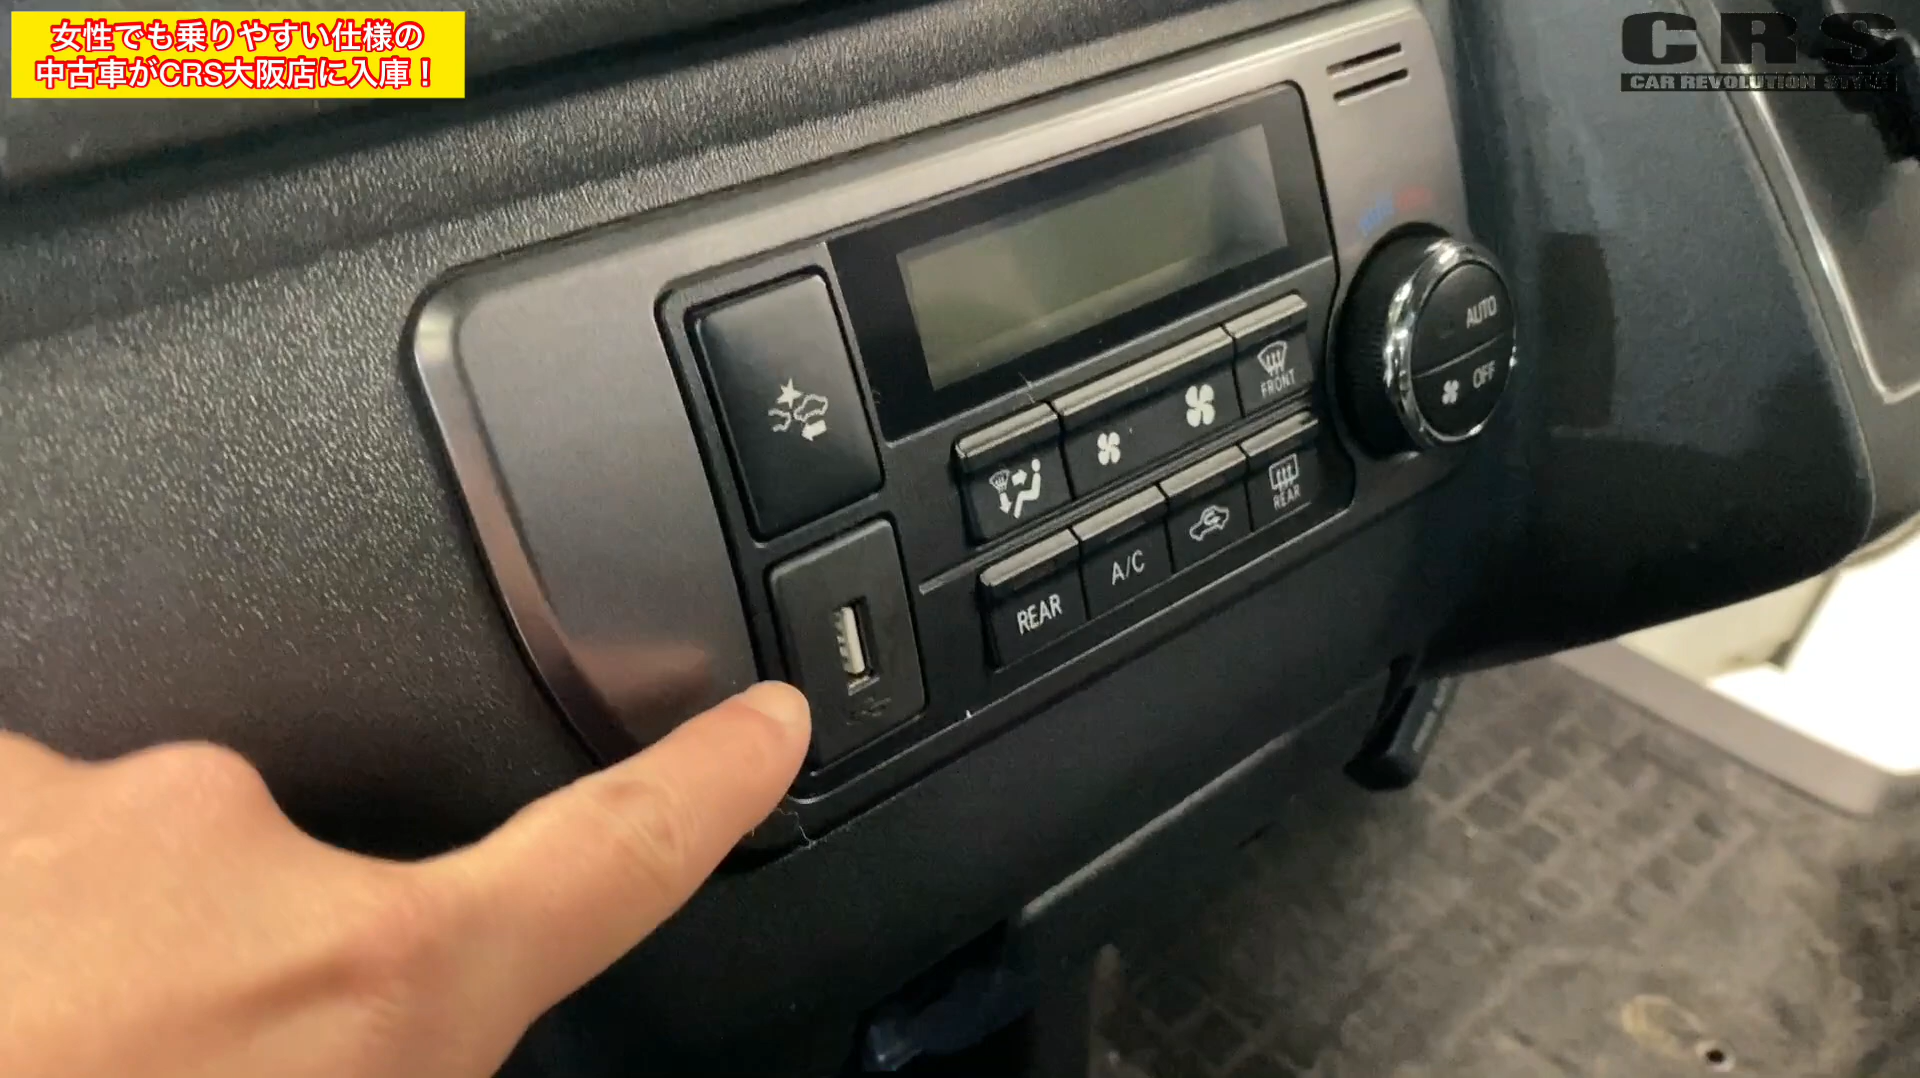 女性でも乗りやすい仕様の
中古車がCRS大阪店に入庫！
CRS
CAR REVOLUTION STYLE
AUTO
OFF
FRONT
REAR
A/C
REAR